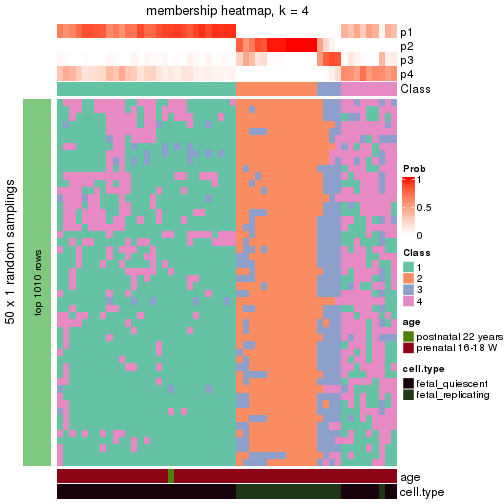 membership heatmap, k = 4
p1
p2
p3
p4
Class
50 x 1 random samplings
top 1010 rows
Prob
1
0.5
0
Class
1
2
3
4
age
postnatal 22 years
prenatal 16-18 W
cell.type
fetal_quiescent
fetal_replicating
age
cell.type